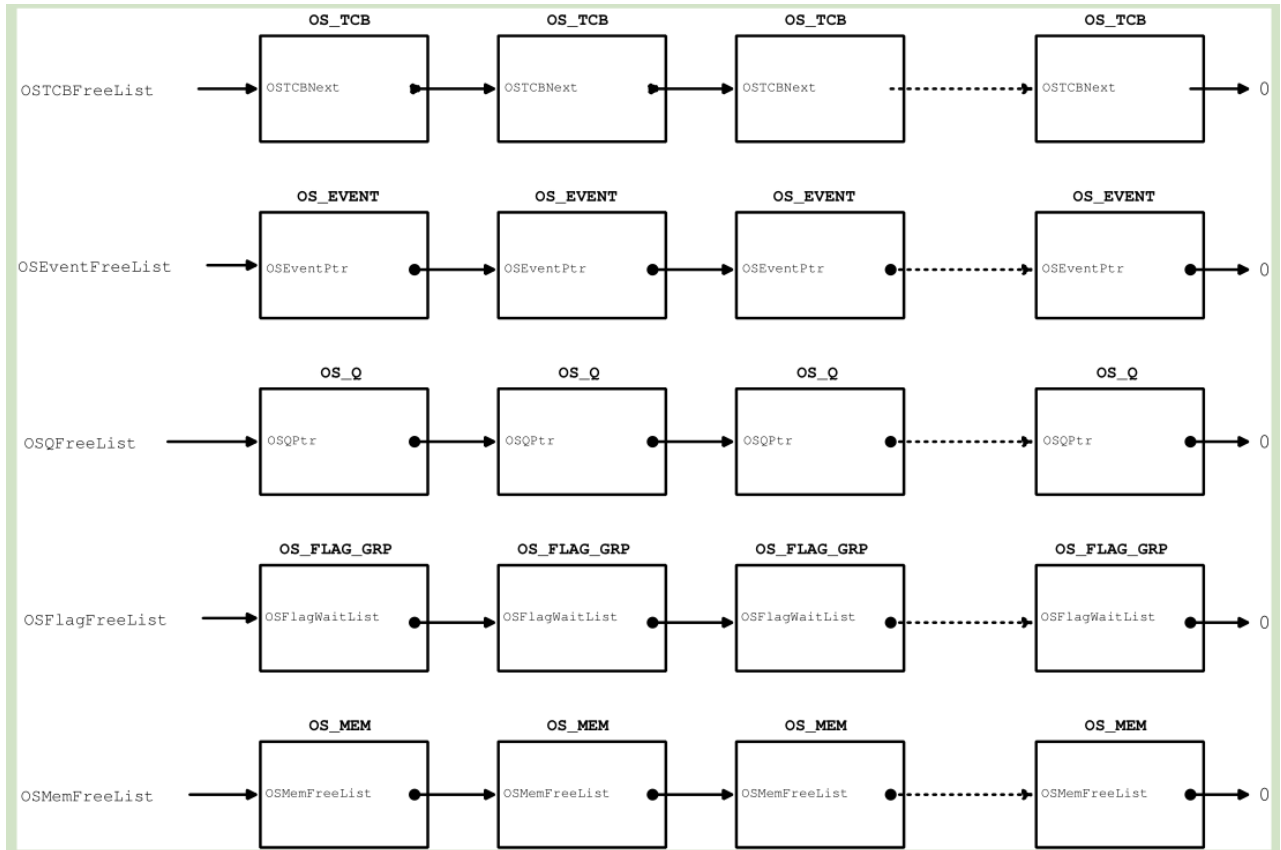 OS_TCB OS_TCB OS_TCB OS_TCB
OSTCBFreeList OSTCBNext OSTCBNext OSTCBNext OSTCBNext 0
OS_EVENT OS_EVENT OS_EVENT OS_EVENT
OSEventFreeList OSEventPtr OSEventPtr OSEventPtr OSEventPtr 0
OS_Q OS_Q OS_Q OS_Q
OSQFreeList OSQPtr OSQPtr OSQPtr OSQPtr 0
OS_FLAG_GRP OS_FLAG_GRP OS_FLAG_GRP OS_FLAG_GRP
OSFlagFreeList OSFlagWaitList OSFlagWaitList OSFlagWaitList OSFlagWaitList 0
OS_MEM OS_MEM OS_MEM OS_MEM
OSMemFreeList OSMemFreeList OSMemFreeList OSMemFreeList OSMemFreeList 0